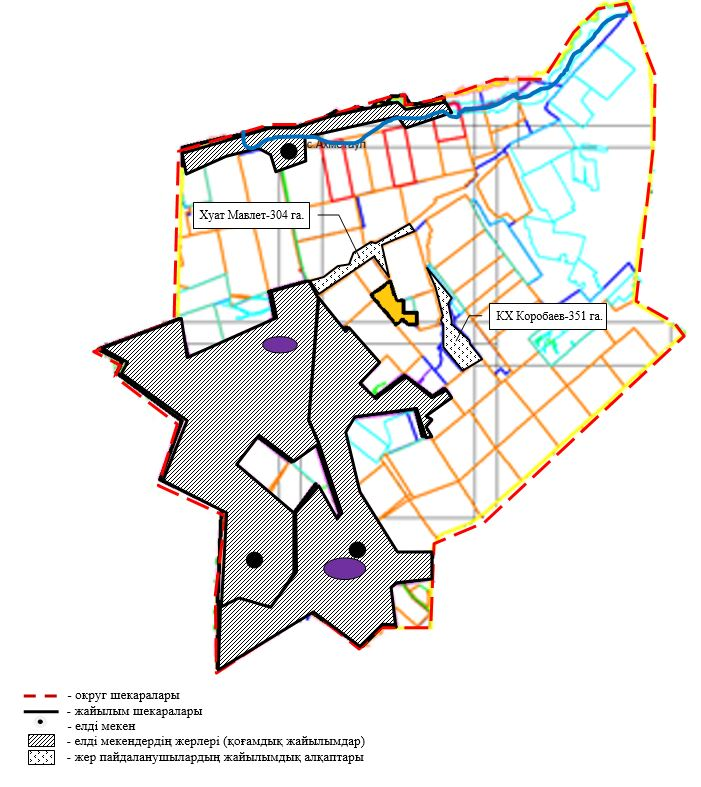 с.Ахметаул
Хуат Мавлет-304 га.
КХ Коробаев-351 га.
- округ шекаралары
- жайылым шекаралары
- елді мекен
- елді мекендердің жерлері (қоғамдық жайылымдар)
- жер пайдаланушылардың жайылымдық алқаптары